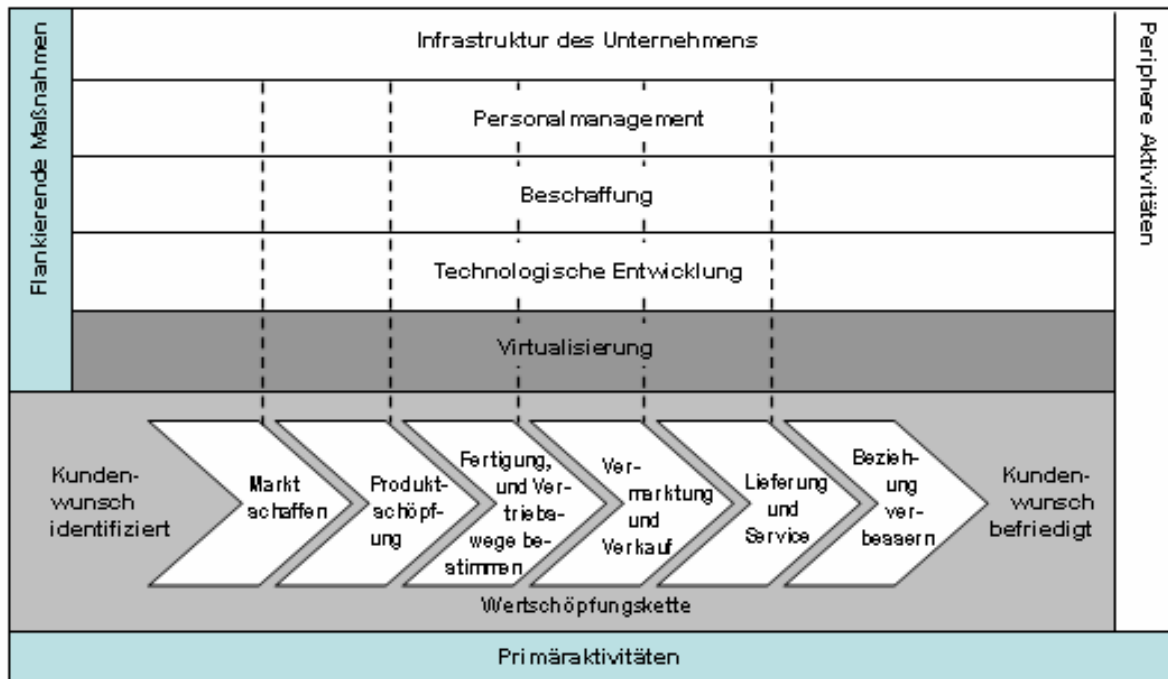 Flankierende Maßnahmen
Infrastruktur des Unternehmens
Personalmanagement
Beschaffung
Technologische Entwicklung
Virtualisierung
Periphere Aktivitäten
Kunden-
wunsch
identifiziert
Markt
schaffen
Produkt-
schöpf-
ung
Fertigung,
und Ver-
triebs-
wege be-
stimmen
Ver-
marktung
und
Verkauf
Lieferung
und
Service
Bezieh-
ung
ver-
bessern
Kunden-
wunsch
befriedigt
Wertschöpfungskette
Primäraktivitäten